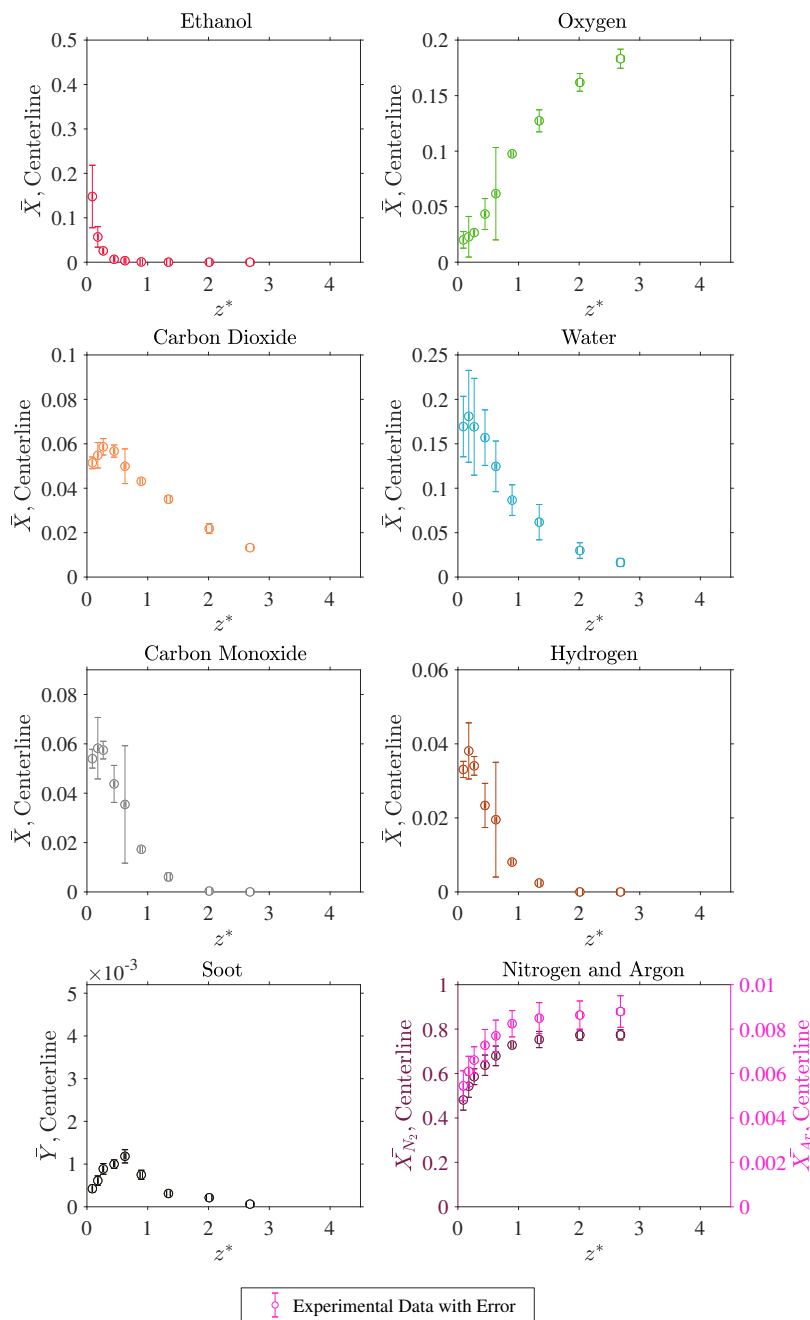 Ethanol
0.5
0.4
0.3
0.2
0.1
0
X̄, Centerline
0 1 2 3 4
z*
Oxygen
0.2
0.15
0.1
0.05
0
X̄, Centerline
0 1 2 3 4
z*
Carbon Dioxide
0.1
0.08
0.06
0.04
0.02
0
X̄, Centerline
0 1 2 3 4
z*
Water
0.25
0.2
0.15
0.1
0.05
0
X̄, Centerline
0 1 2 3 4
z*
Carbon Monoxide
0.08
0.06
0.04
0.02
0
X̄, Centerline
0 1 2 3 4
z*
Hydrogen
0.06
0.04
0.02
0
X̄, Centerline
0 1 2 3 4
z*
Soot
×10⁻³
5
4
3
2
1
0
Ȳ, Centerline
0 1 2 3 4
z*
Nitrogen and Argon
1
0.8
0.6
0.4
0.2
0
X̄_{N₂}, Centerline
0.01
0.008
0.006
0.004
0.002
0
X̄_{Ar}, Centerline
0 1 2 3 4
z*
Experimental Data with Error